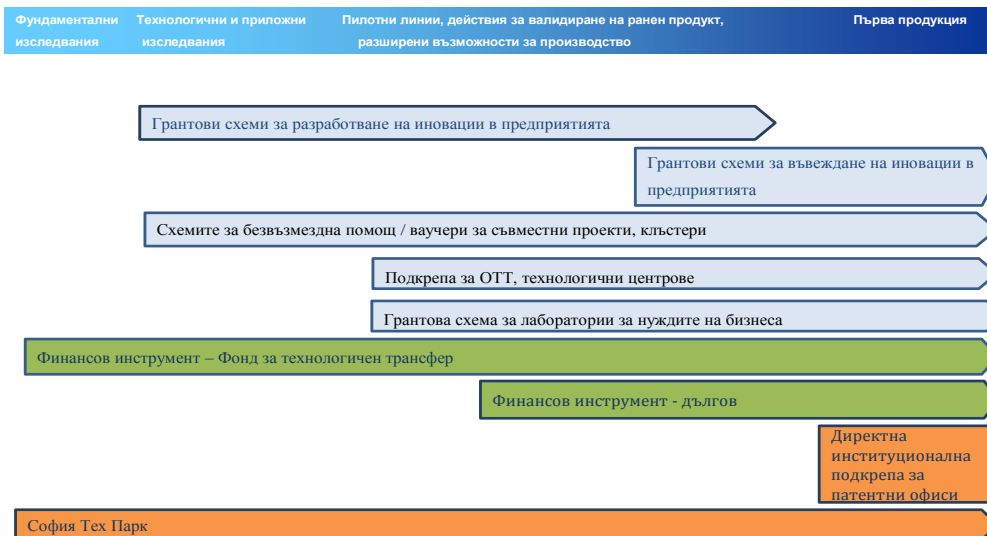 Фундаментални
изследвания
Технологични и приложни
изследвания
Пилотни линии, действия за валидиране на ранен продукт,
разширени възможности за производство
Първа продукция
Грантови схеми за разработване на иновации в предприятията
Грантови схеми за въвеждане на иновации в
предприятията
Схемите за безвъзмездна помощ / ваучери за съвместни проекти, клъстери
Подкрепа за ОТТ, технологични центрове
Грантова схема за лаборатории за нуждите на бизнеса
Финансов инструмент – Фонд за технологичен трансфер
Финансов инструмент - дългов
Директна
институционална
подкрепа за
патентни офиси
София Тех Парк